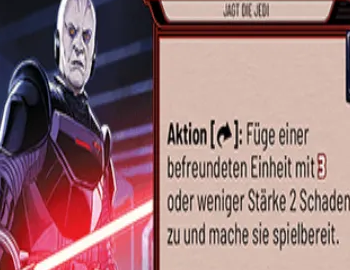 JAGT DIE JEDI
Aktion [↷]: Füge einer
befreundeten Einheit mit 3
oder weniger Stärke 2 Schaden
zu und mache sie spielbereit.